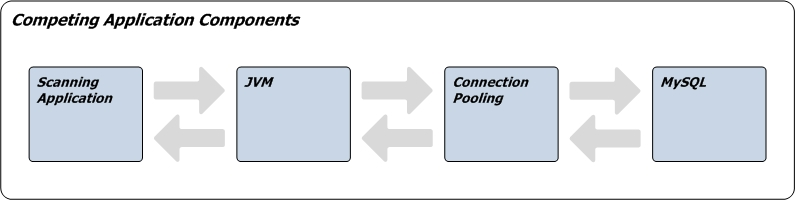 Competing Application Components
Scanning
Application
JVM
Connection
Pooling
MySQL